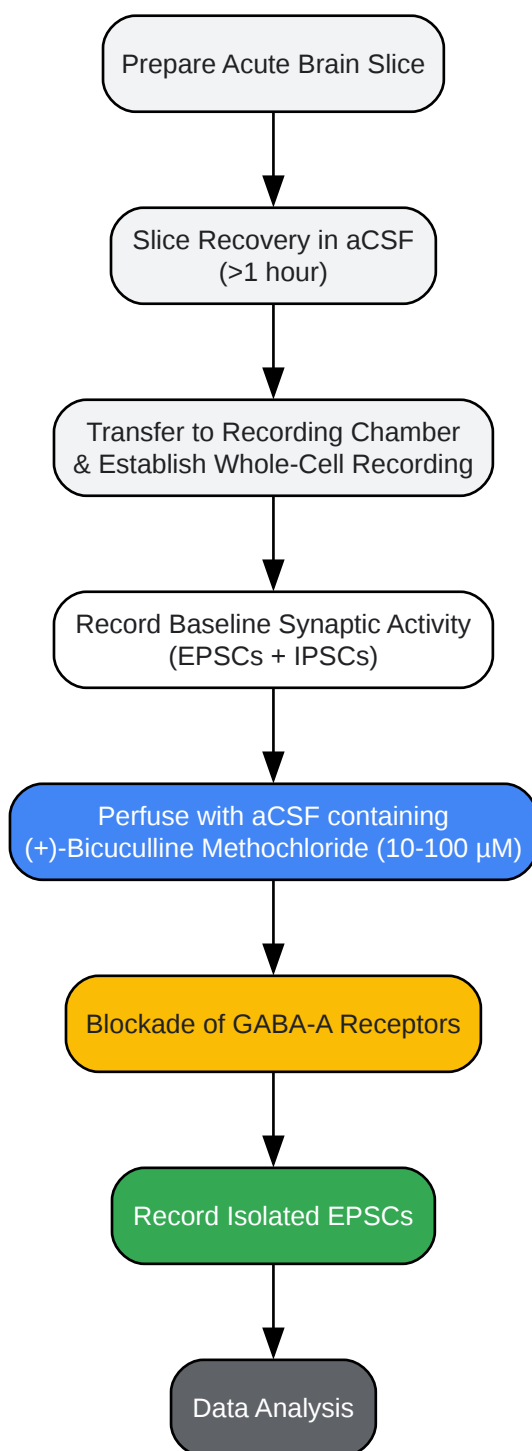 Prepare Acute Brain Slice
Slice Recovery in aCSF
(>1 hour)
Transfer to Recording Chamber
& Establish Whole-Cell Recording
Record Baseline Synaptic Activity
(EPSCs + IPSCs)
Perfuse with aCSF containing
(+)-Bicuculline Methochloride (10-100 µM)
Blockade of GABA-A Receptors
Record Isolated EPSCs
Data Analysis